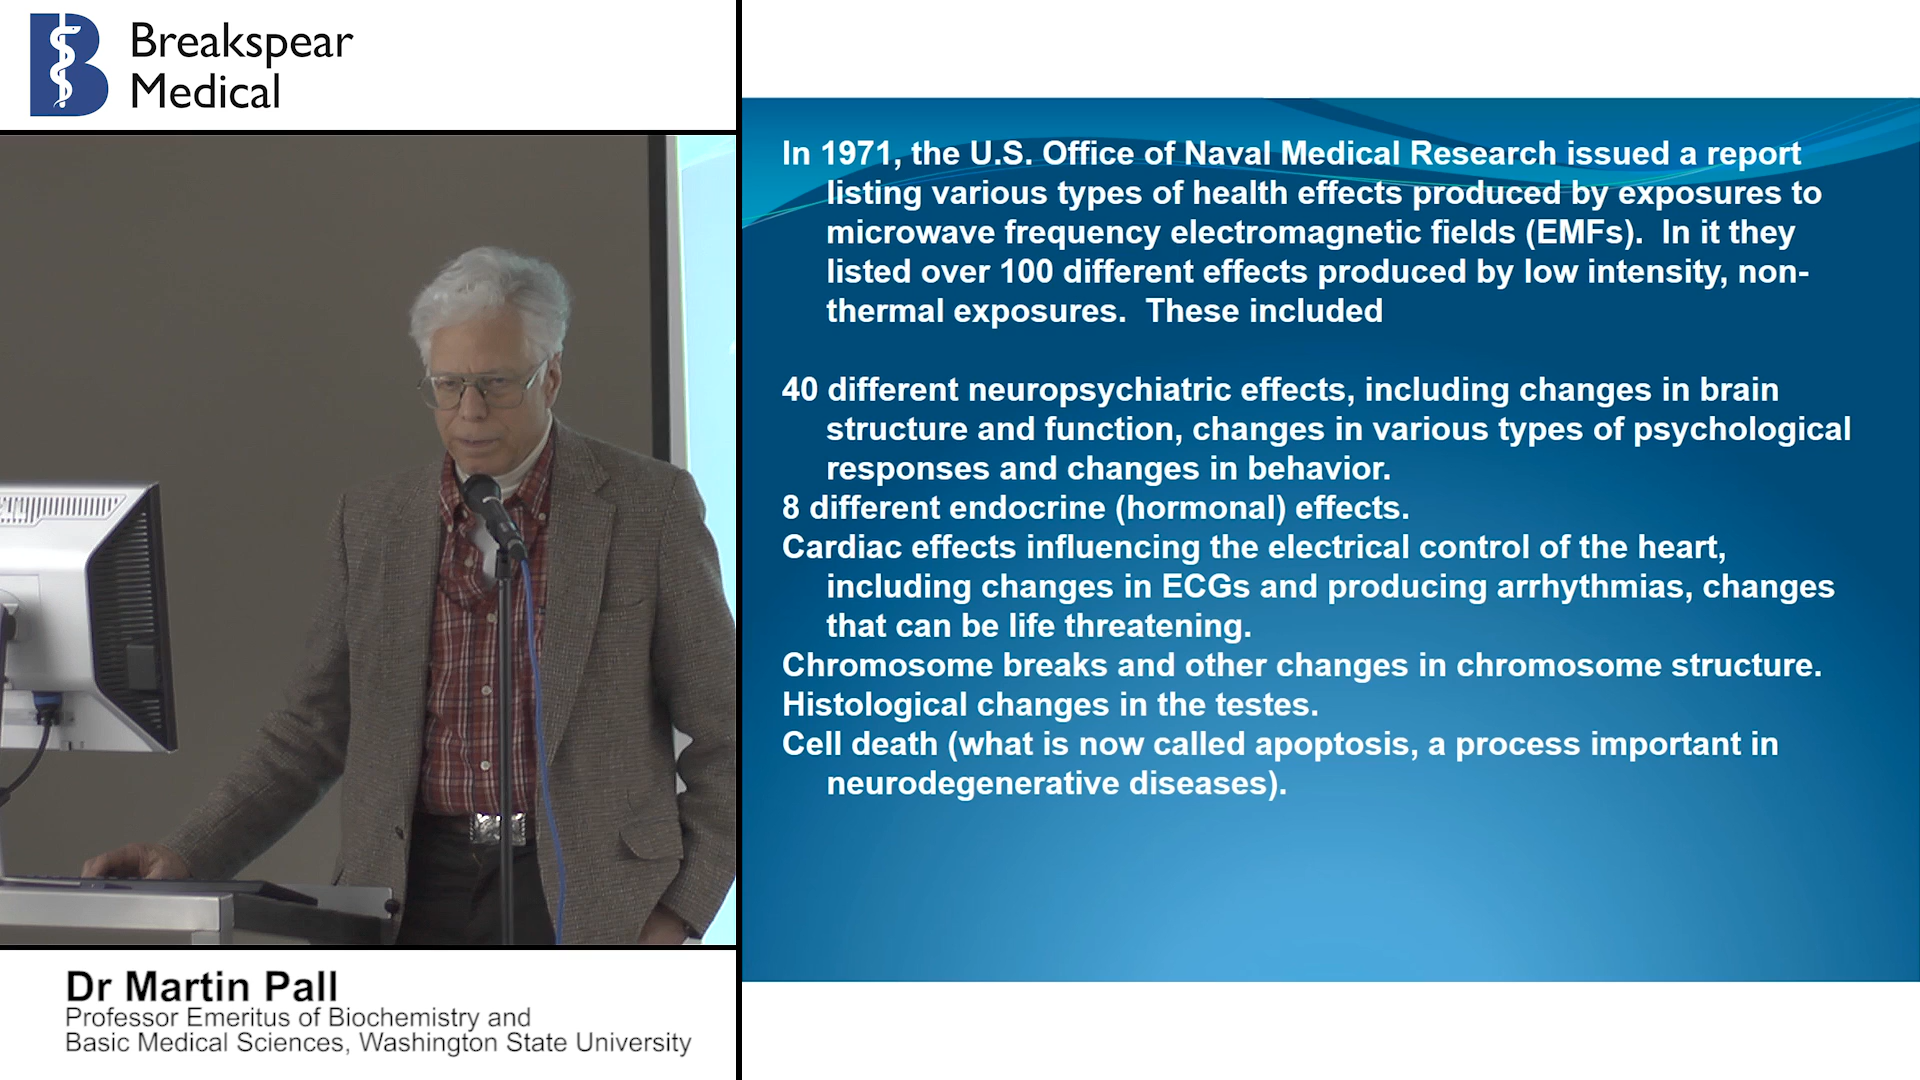 Breakspear
Medical
In 1971, the U.S. Office of Naval Medical Research issued a report
listing various types of health effects produced by exposures to
microwave frequency electromagnetic fields (EMFs).  In it they
listed over 100 different effects produced by low intensity, non-
thermal exposures.  These included
40 different neuropsychiatric effects, including changes in brain
structure and function, changes in various types of psychological
responses and changes in behavior.
8 different endocrine (hormonal) effects.
Cardiac effects influencing the electrical control of the heart,
including changes in ECGs and producing arrhythmias, changes
that can be life threatening.
Chromosome breaks and other changes in chromosome structure.
Histological changes in the testes.
Cell death (what is now called apoptosis, a process important in
neurodegenerative diseases).
Dr Martin Pall
Professor Emeritus of Biochemistry and
Basic Medical Sciences, Washington State University